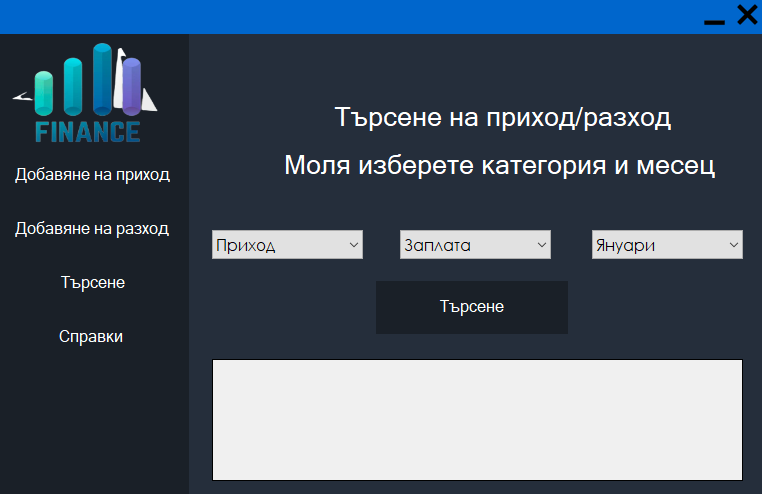 FINANCE
Добавяне на приход
Добавяне на разход
Търсене
Справки
Търсене на приход/разход
Моля изберете категория и месец
Приход
Заплата
Януари
Търсене